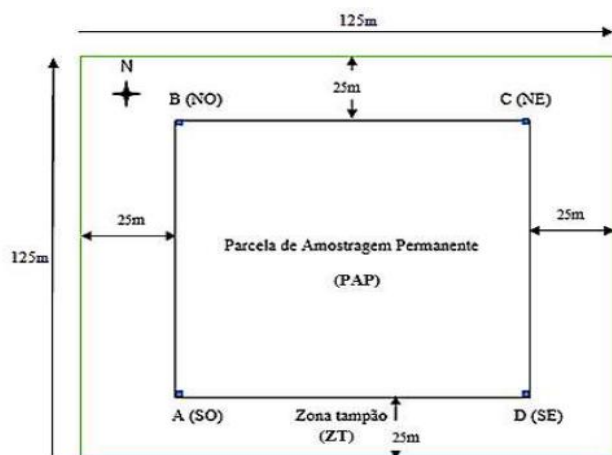 125m
N
25m
B (NO)
C (NE)
25m
25m
Parcela de Amostragem Permanente
125m
(PAP)
A (SO)
Zona tampão
D (SE)
(ZT)
25m